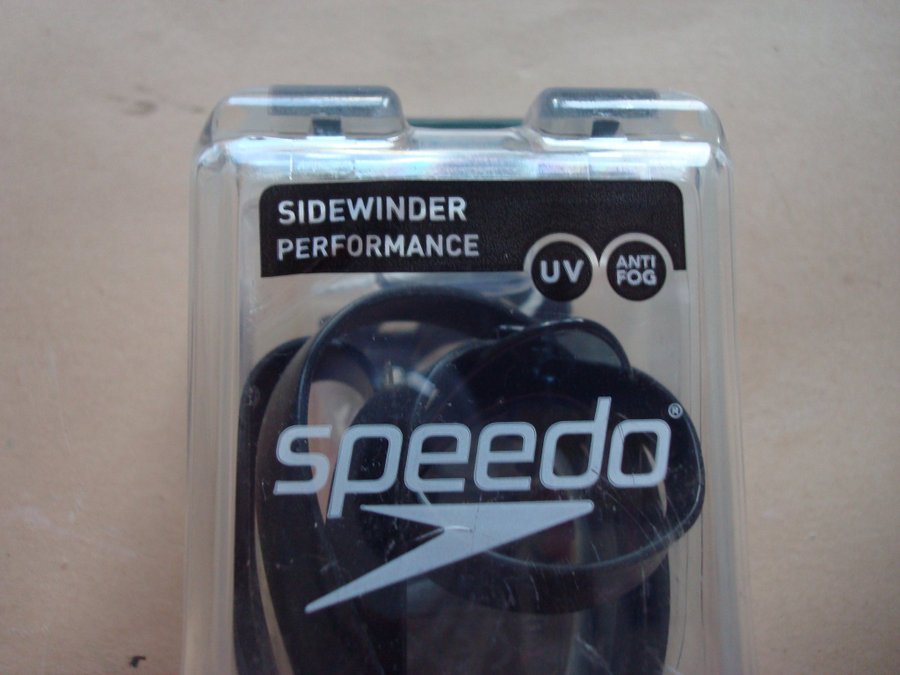 SIDEWINDER
PERFORMANCE
UV
ANTI
FOG
speedo®